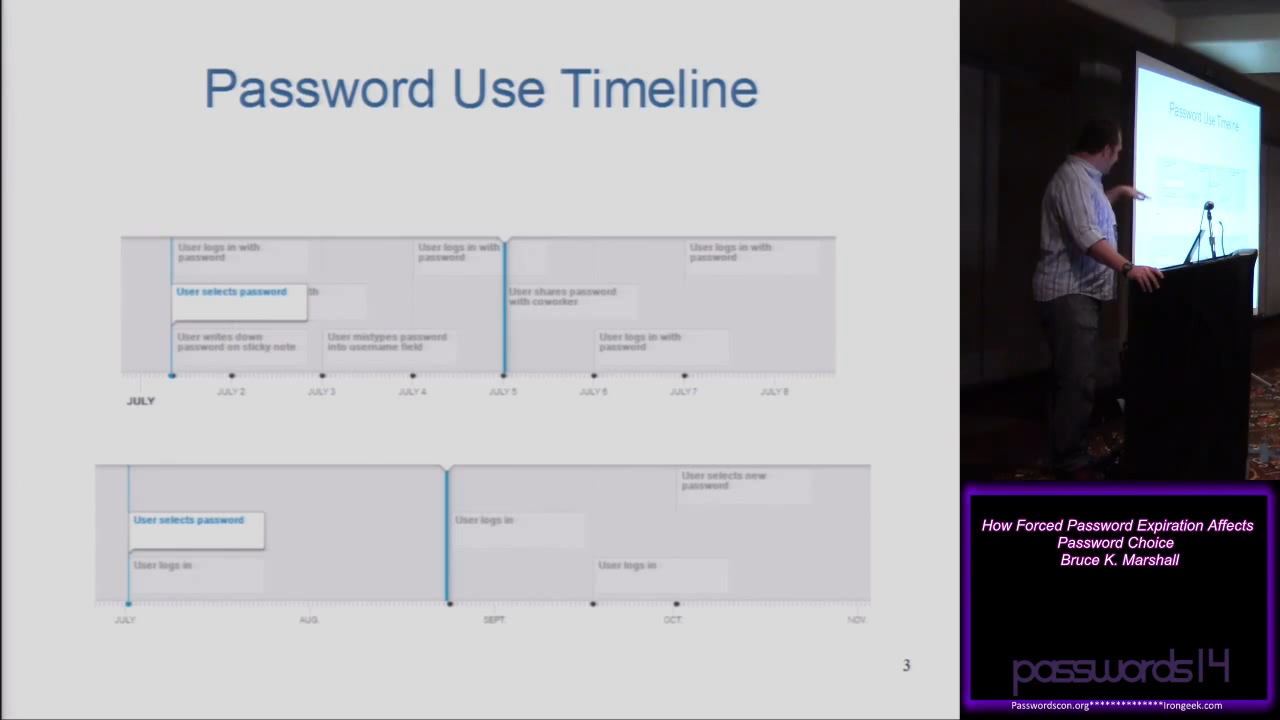 Password Use Timeline
User logs in with
password
User logs in with
password
User logs in with
password
User selects password
th
User shares password
with coworker
User writes down
password on sticky note
User mistypes password
into username field
User logs in with
password
JULY
JULY 2
JULY 3
JULY 4
JULY 5
JULY 6
JULY 7
JULY 8
User selects new
password
User selects password
User logs in
User logs in
User logs in
JULY
AUG.
SEPT.
OCT.
NOV.
3
Password Use Timeline
How Forced Password Expiration Affects
Password Choice
Bruce K. Marshall
passwords14
Passwordscon.org**************Irongeek.com